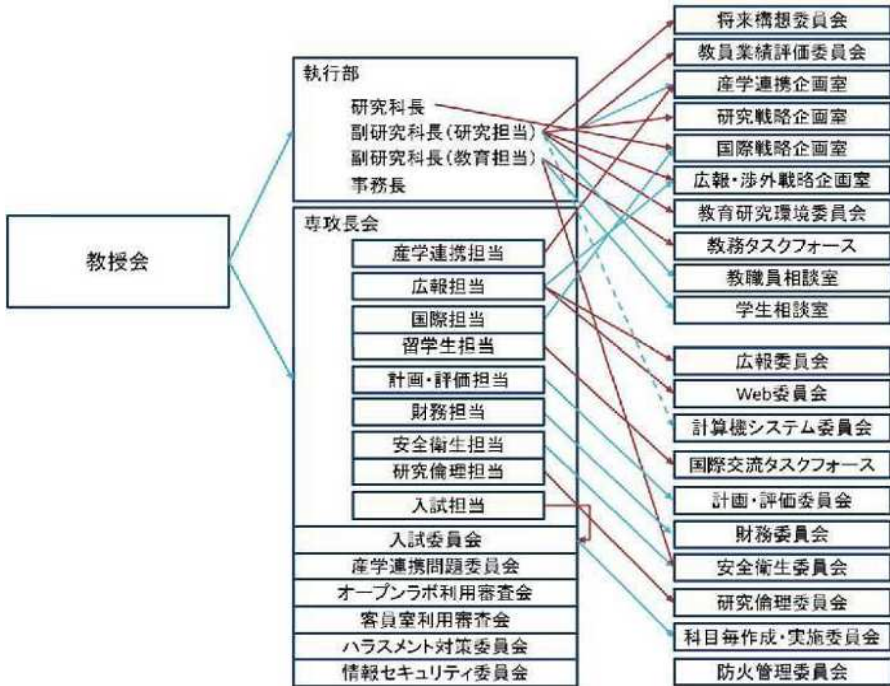 教授会
執行部
研究科長
副研究科長(研究担当)
副研究科長(教育担当)
事務長
専攻長会
産学連携担当
広報担当
国際担当
留学生担当
計画・評価担当
財務担当
安全衛生担当
研究倫理担当
入試担当
入試委員会
産学連携問題委員会
オープンラボ利用審査会
客員室利用審査会
ハラスメント対策委員会
情報セキュリティ委員会
将来構想委員会
教員業績評価委員会
産学連携企画室
研究戦略企画室
国際戦略企画室
広報・渉外戦略企画室
教育研究環境委員会
教務タスクフォース
教職員相談室
学生相談室
広報委員会
Web委員会
計算機システム委員会
国際交流タスクフォース
計画・評価委員会
財務委員会
安全衛生委員会
研究倫理委員会
科目毎作成・実施委員会
防火管理委員会